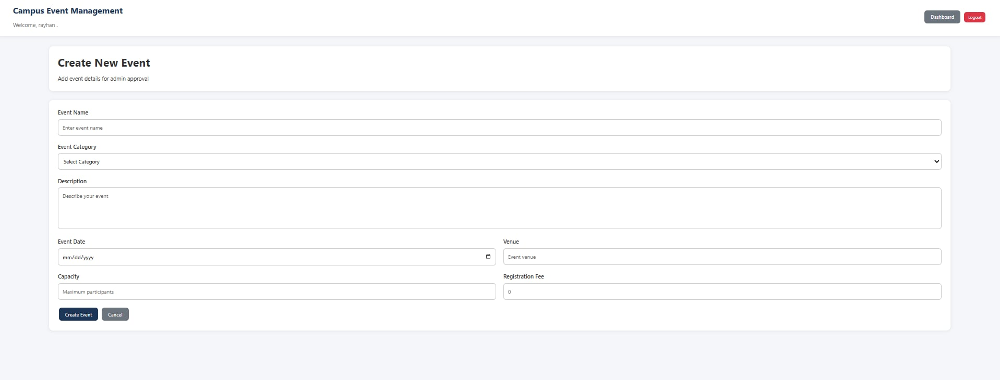 Campus Event Management
Welcome, rayhan .
Dashboard
Logout
Create New Event
Add event details for admin approval
Event Name
Enter event name
Event Category
Select Category
Description
Describe your event
Event Date
Venue
mm/dd/yyyy
Event venue
Capacity
Registration Fee
Maximum participants
0
Create Event
Cancel